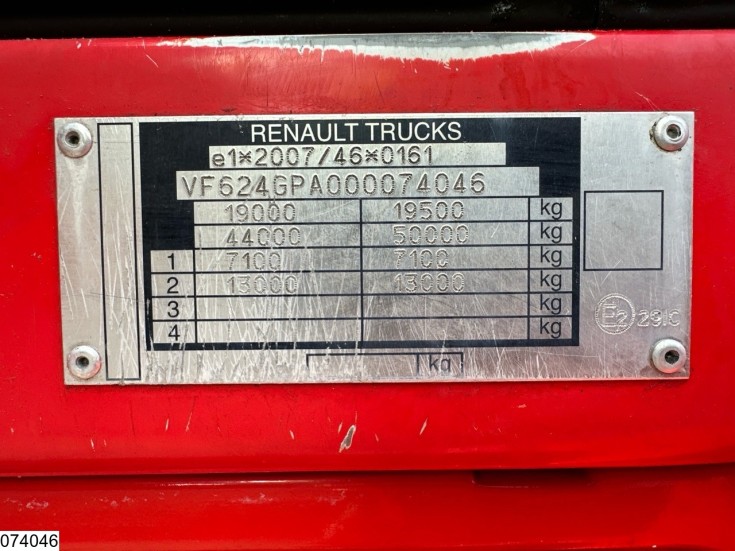 RENAULT TRUCKS
e1*2007/46*0161
VF624GPA000074046
19000 19500 kg
44000 50000 kg
1 7100 7100 kg
2 13000 13000 kg
3 kg
4 kg
kg
E2 291C
074046